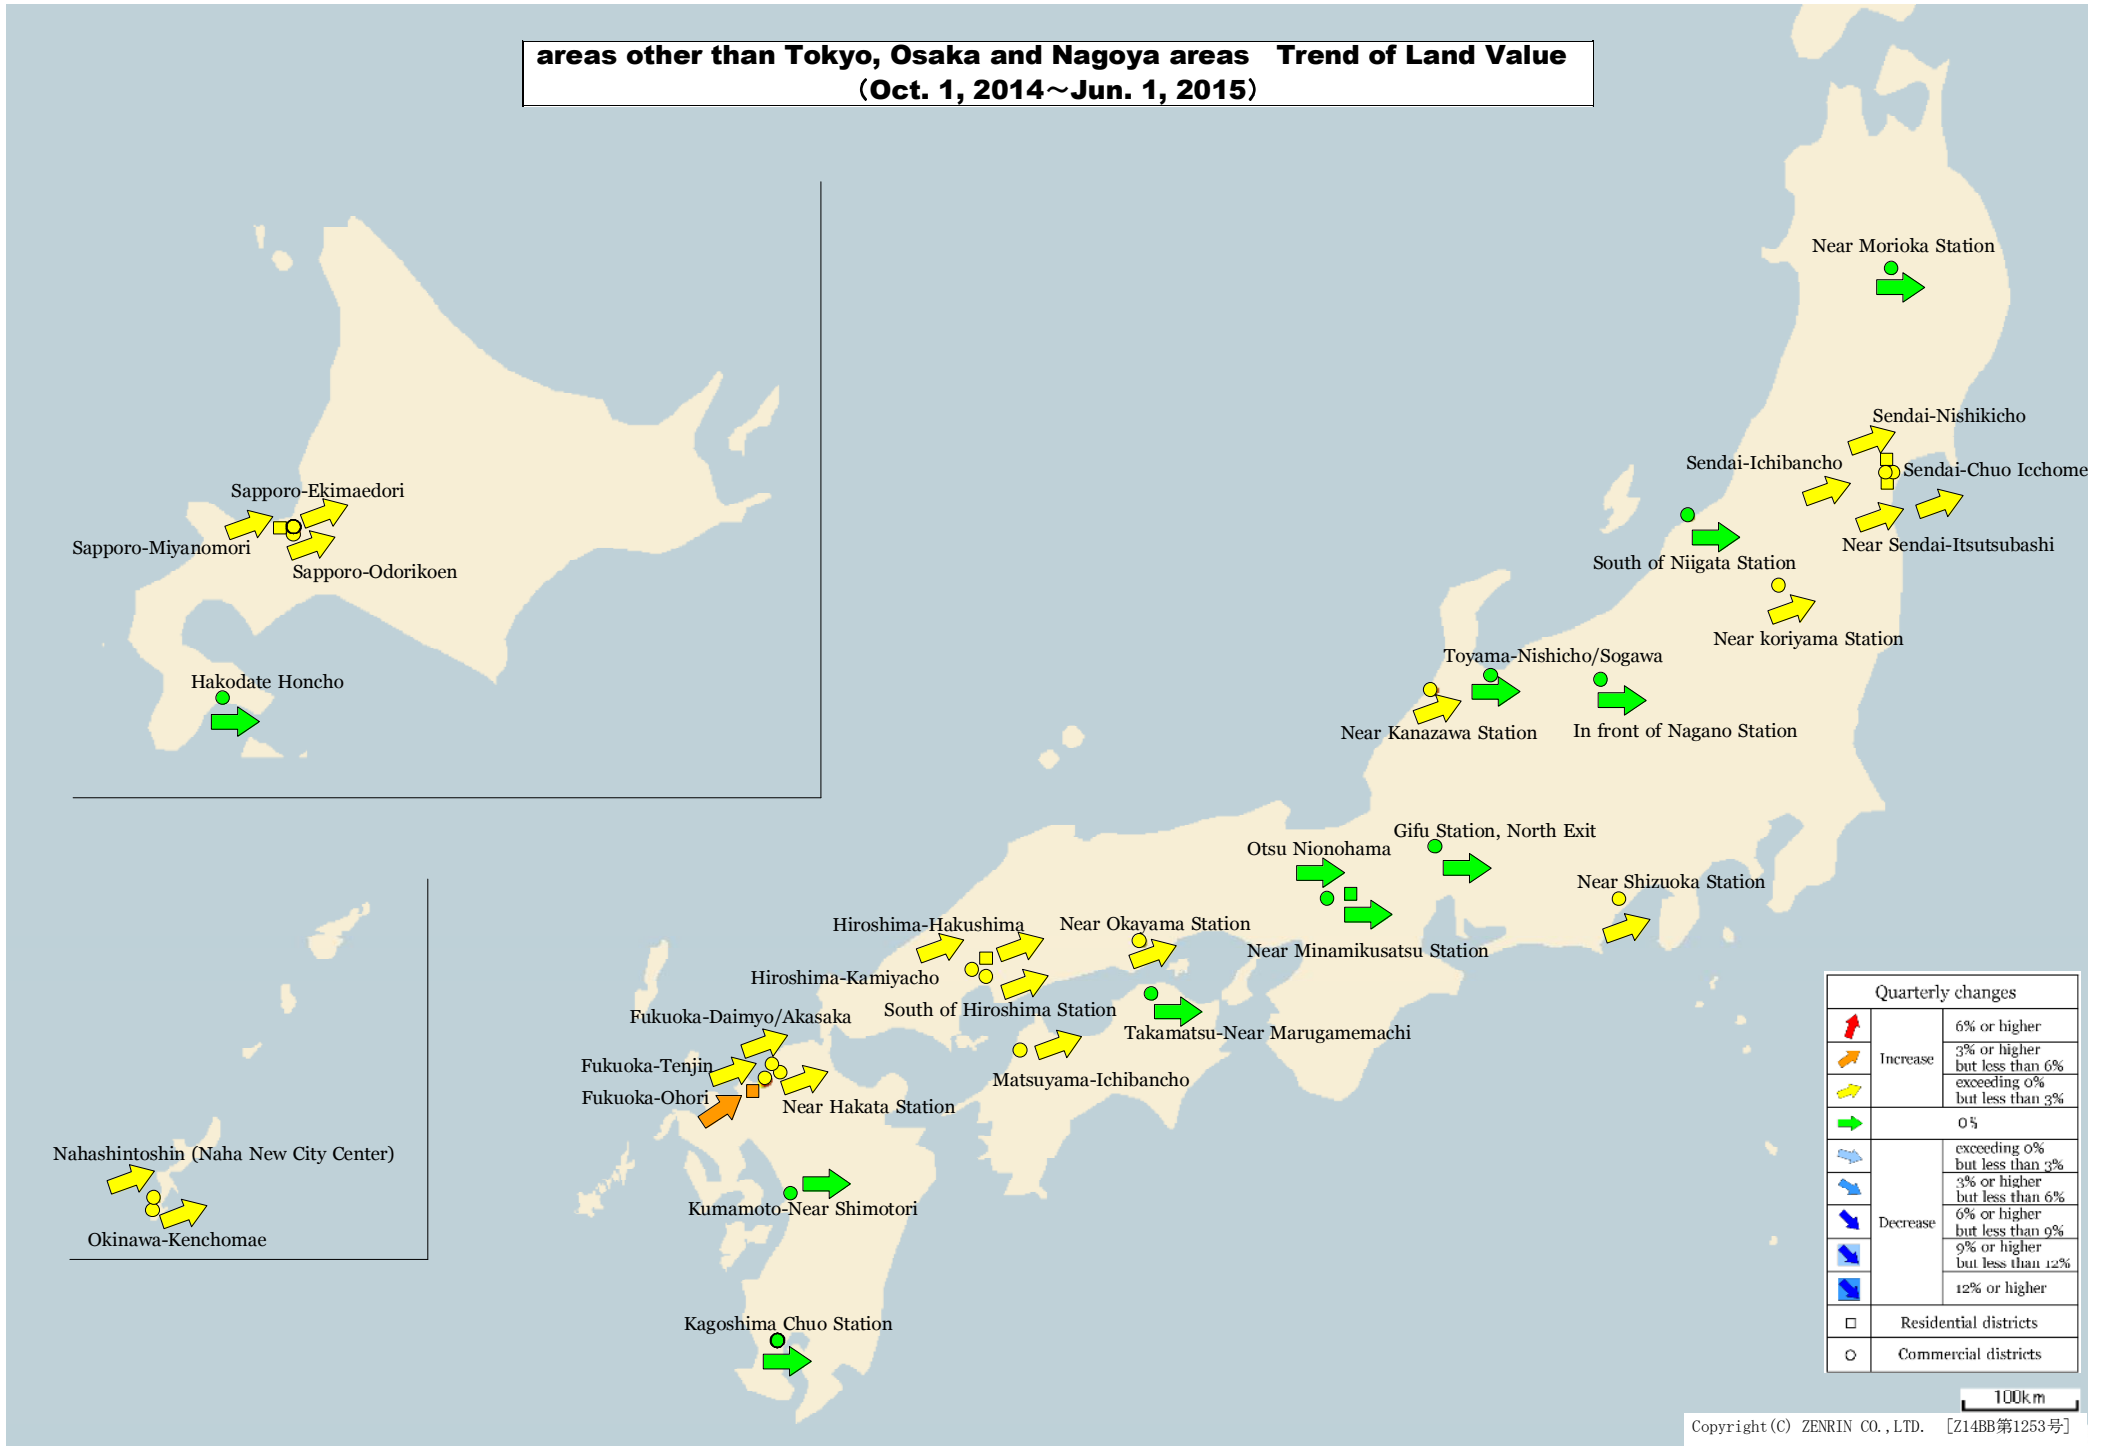 areas other than Tokyo, Osaka and Nagoya areas Trend of Land Value
（Oct. 1, 2014～Jun. 1, 2015）
Near Morioka Station
Sendai-Nishikicho
Sendai-Ichibancho
Sendai-Chuo Icchome
Near Sendai-Itsutsubashi
South of Niigata Station
Near koriyama Station
Sapporo-Ekimaedori
Sapporo-Miyanomori
Sapporo-Odorikoen
Hakodate Honcho
Toyama-Nishicho/Sogawa
Near Kanazawa Station
In front of Nagano Station
Gifu Station, North Exit
Otsu Nionohama
Near Shizuoka Station
Near Minamikusatsu Station
Hiroshima-Hakushima
Near Okayama Station
Hiroshima-Kamiyacho
South of Hiroshima Station
Takamatsu-Near Marugamemachi
Fukuoka-Daimyo/Akasaka
Fukuoka-Tenjin
Fukuoka-Ohori
Near Hakata Station
Matsuyama-Ichibancho
Nahashintoshin (Naha New City Center)
Okinawa-Kenchomae
Kumamoto-Near Shimotori
Kagoshima Chuo Station
Quarterly changes
Increase
6% or higher
3% or higher
but less than 6%
exceeding 0%
but less than 3%
0%
Decrease
exceeding 0%
but less than 3%
3% or higher
but less than 6%
6% or higher
but less than 9%
9% or higher
but less than 12%
12% or higher
Residential districts
Commercial districts
100km
Copyright(C) ZENRIN CO.,LTD. [Z14BB第1253号]